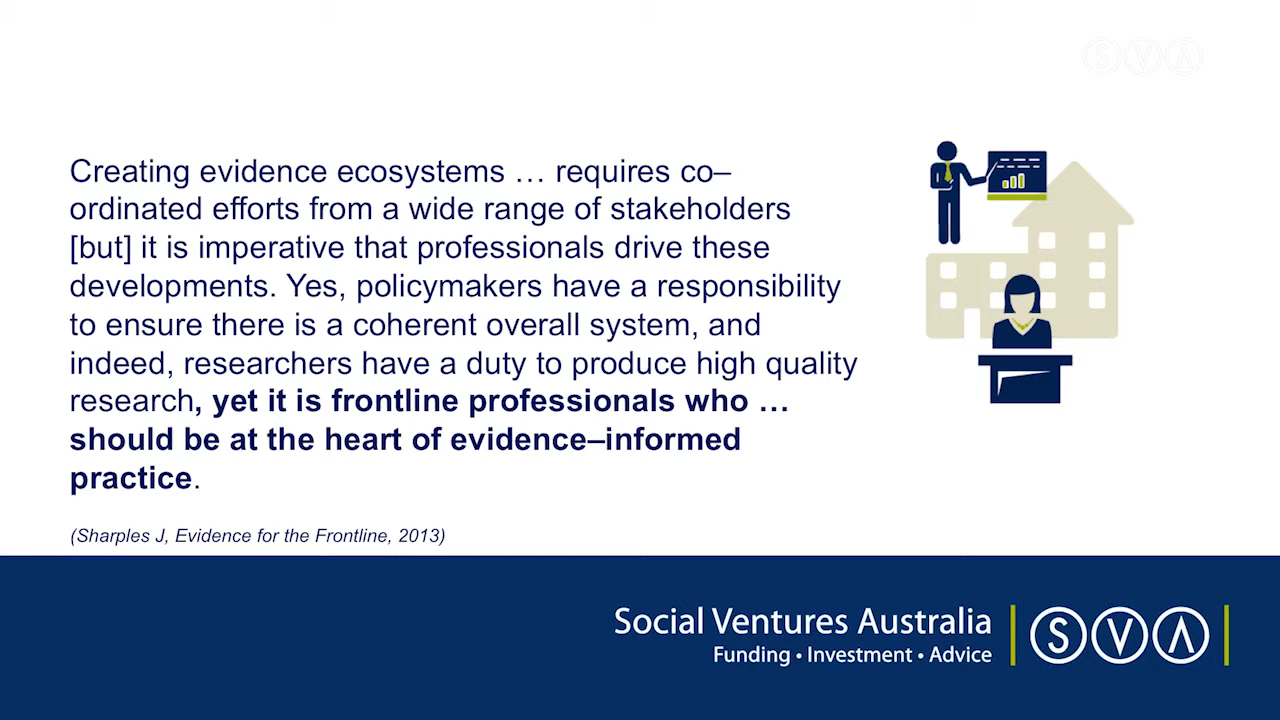 SVA
Creating evidence ecosystems … requires co–
ordinated efforts from a wide range of stakeholders
[but] it is imperative that professionals drive these
developments. Yes, policymakers have a responsibility
to ensure there is a coherent overall system, and
indeed, researchers have a duty to produce high quality
research, yet it is frontline professionals who …
should be at the heart of evidence–informed
practice.
(Sharples J, Evidence for the Frontline, 2013)
Social Ventures Australia
Funding • Investment • Advice
SVA